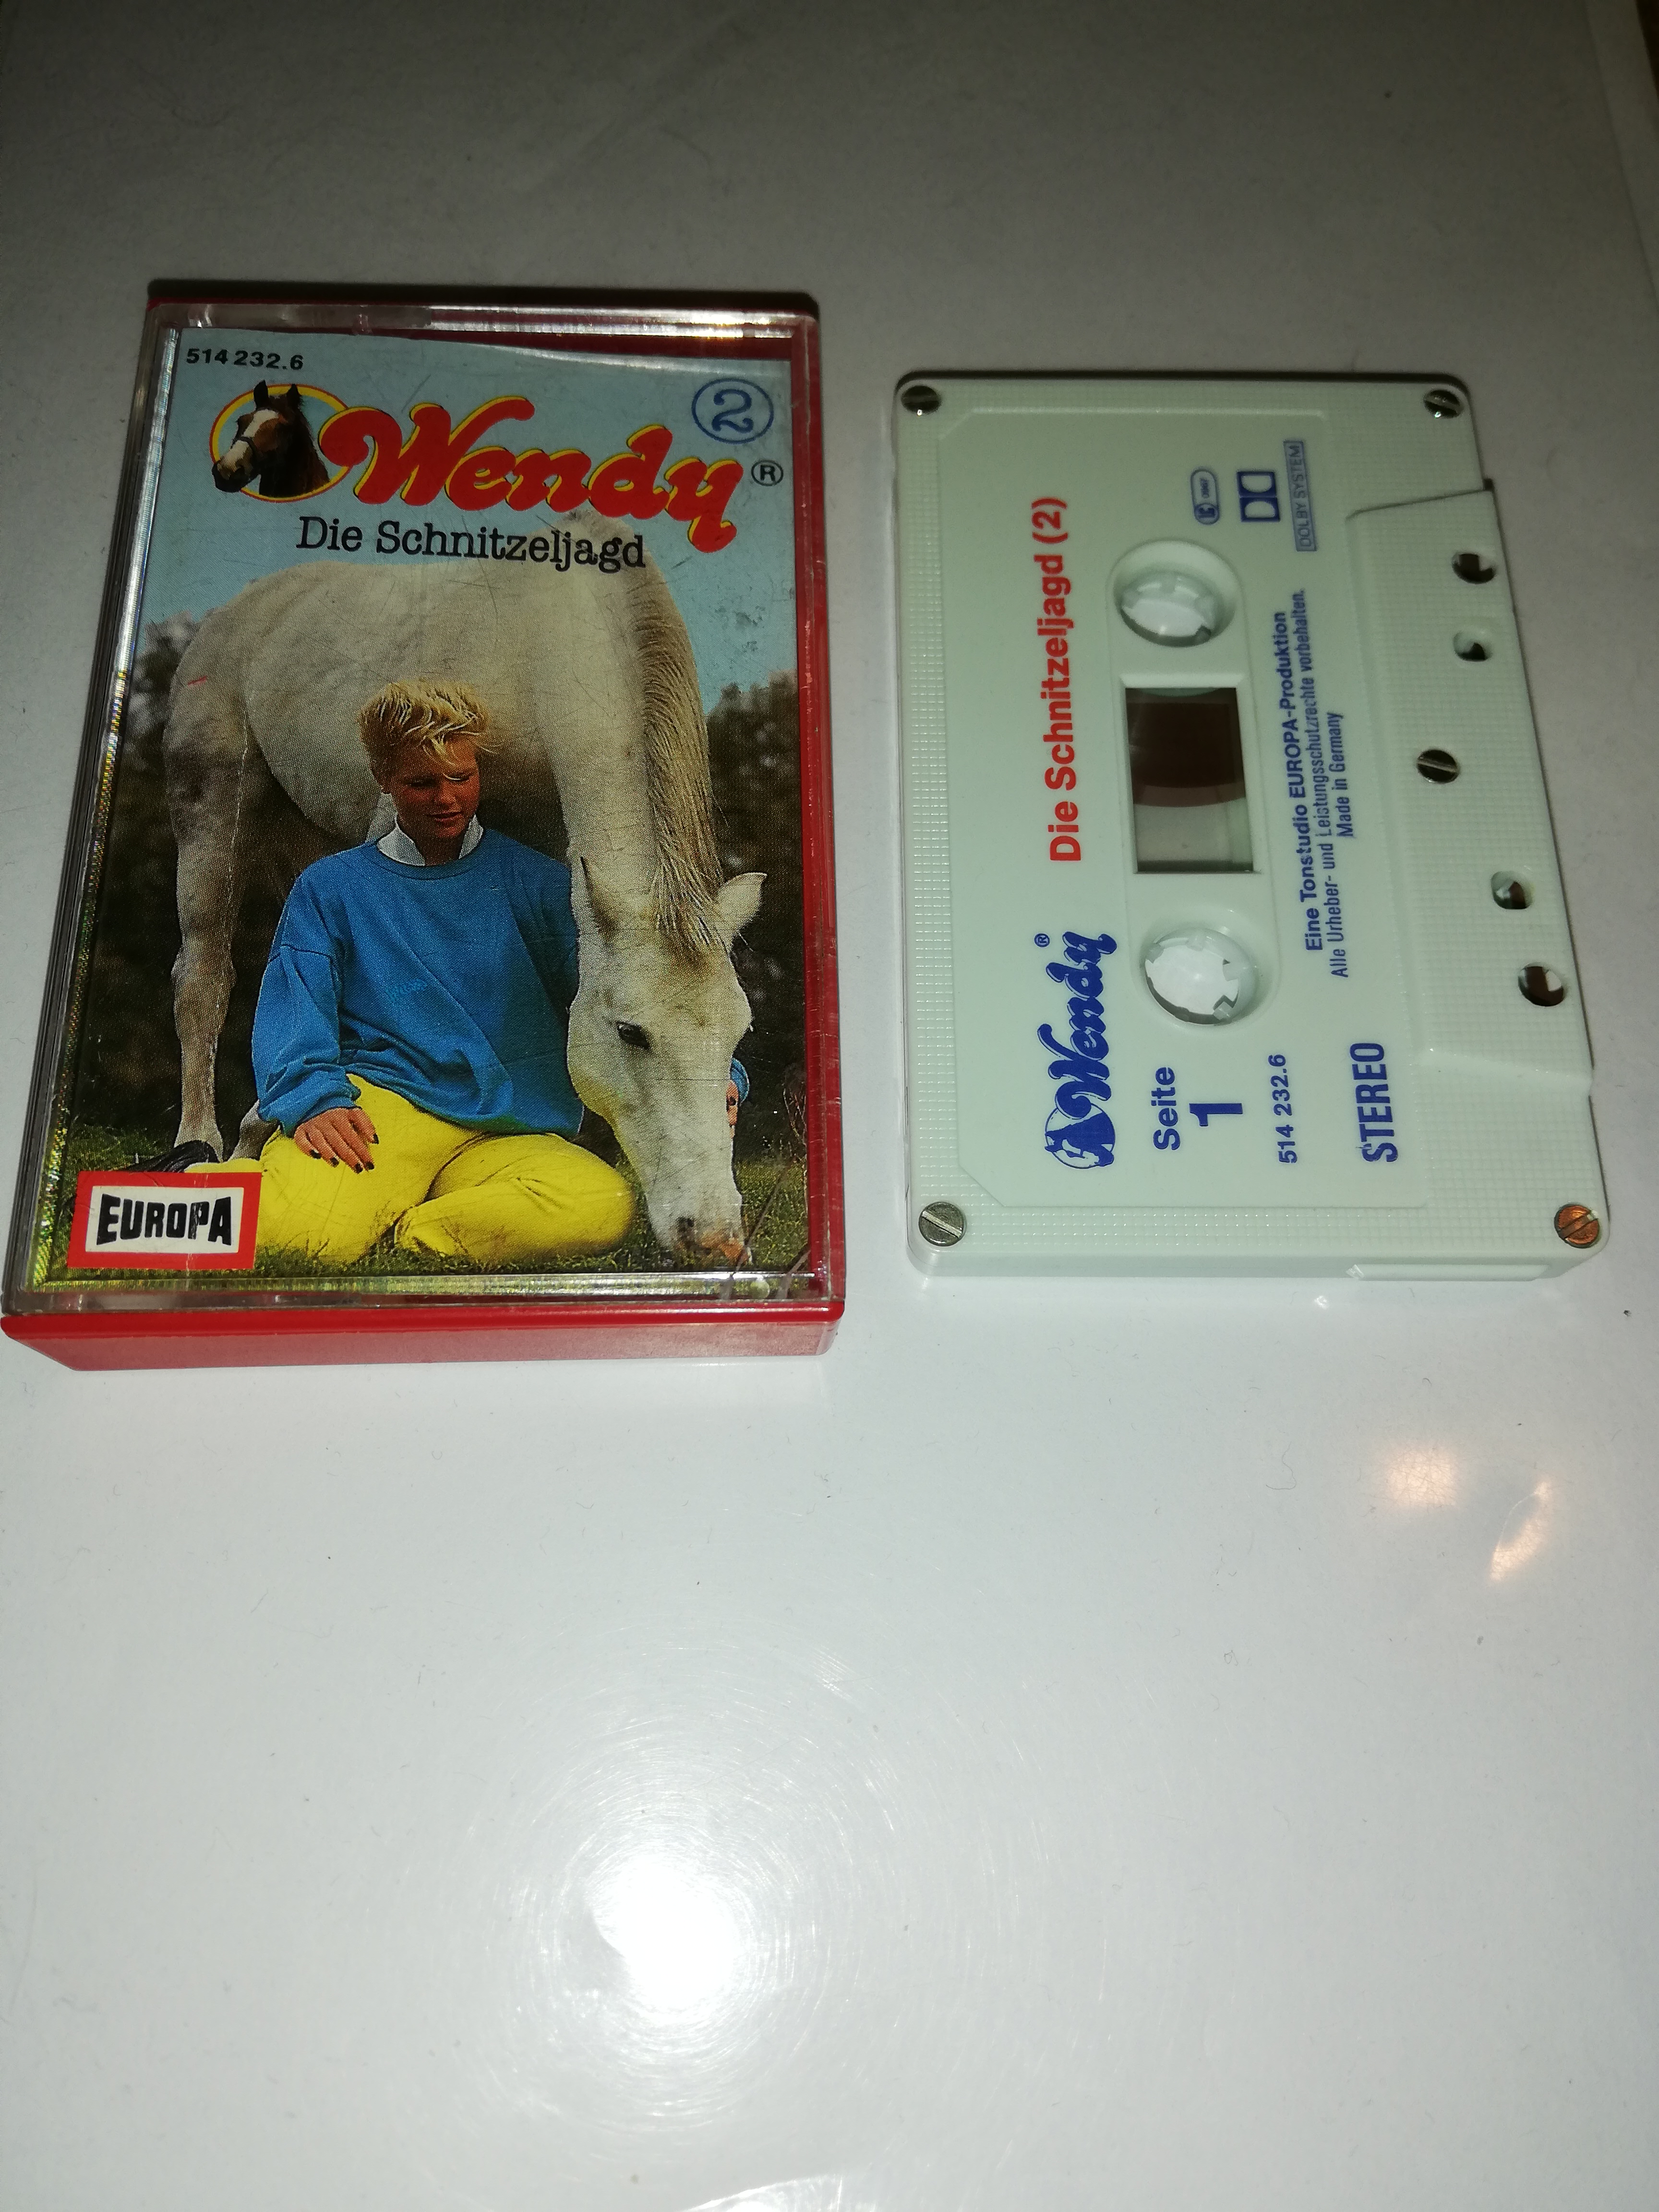 514 232.6
2
Wendy®
Die Schnitzeljagd
EUROPA
Wendy® Die Schnitzeljagd (2)
Seite
1
DOLBY SYSTEM
514 232.6
Eine Tonstudio EUROPA-Produktion
Alle Urheber- und Leistungsschutzrechte vorbehalten.
Made in Germany
STEREO